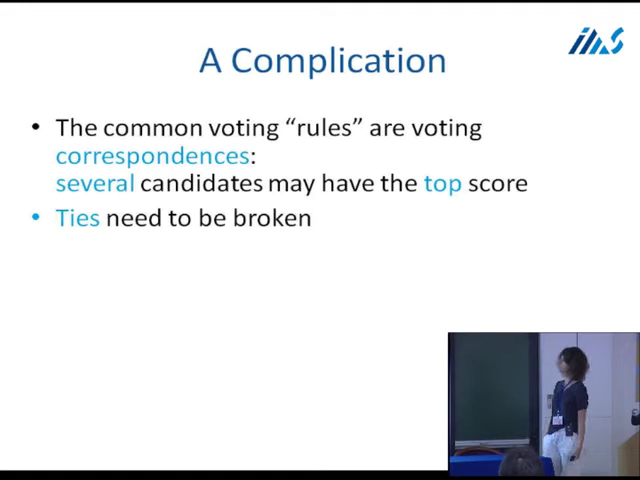 ims
A Complication
• The common voting “rules” are voting
correspondences:
several candidates may have the top score
• Ties need to be broken